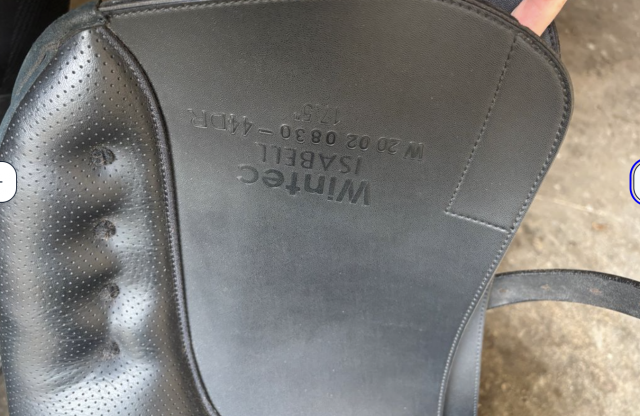 Wintec
ISABELL
W 20 02 0830-44DR
17,5"